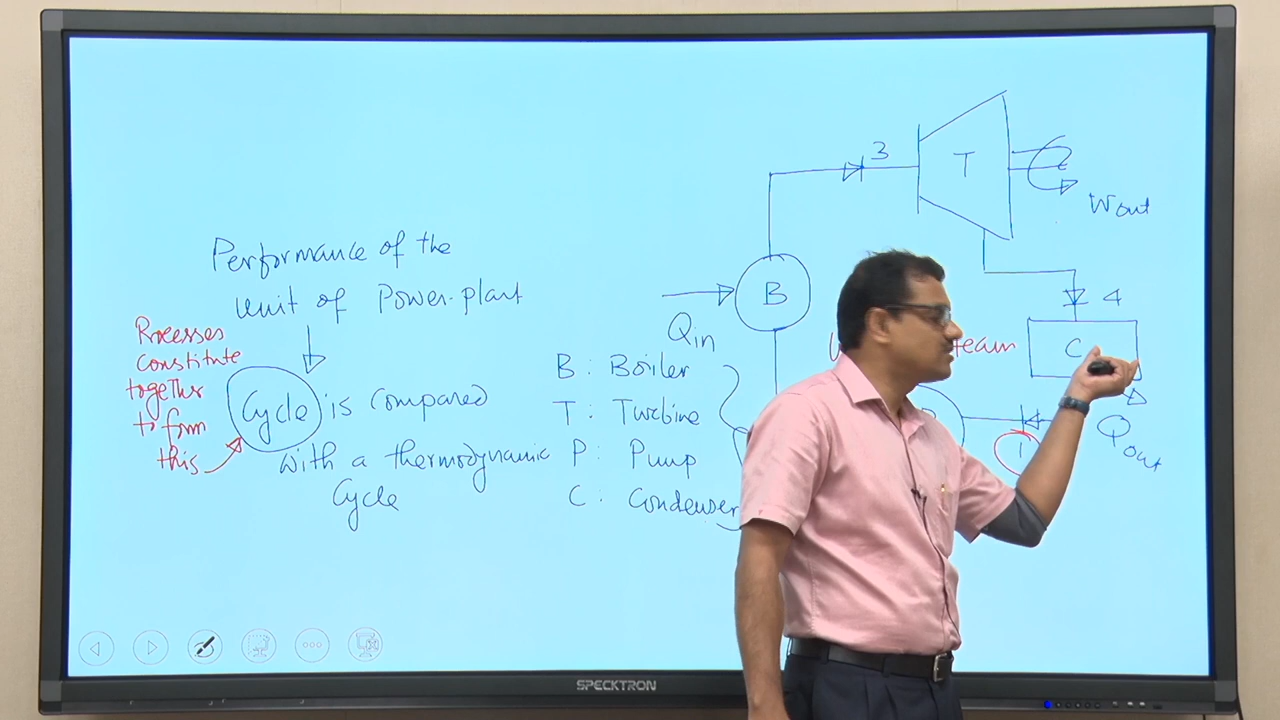 Performance of the
unit of Power-plant
Processes
constitute
together
to form
this
Cycle is compared
with a thermodynamic
Cycle
B : Boiler
T : Turbine
P : Pump
C : Condenser
3
T
Wout
B
Qin
4
C
team
Qout
1
SPECKTRON